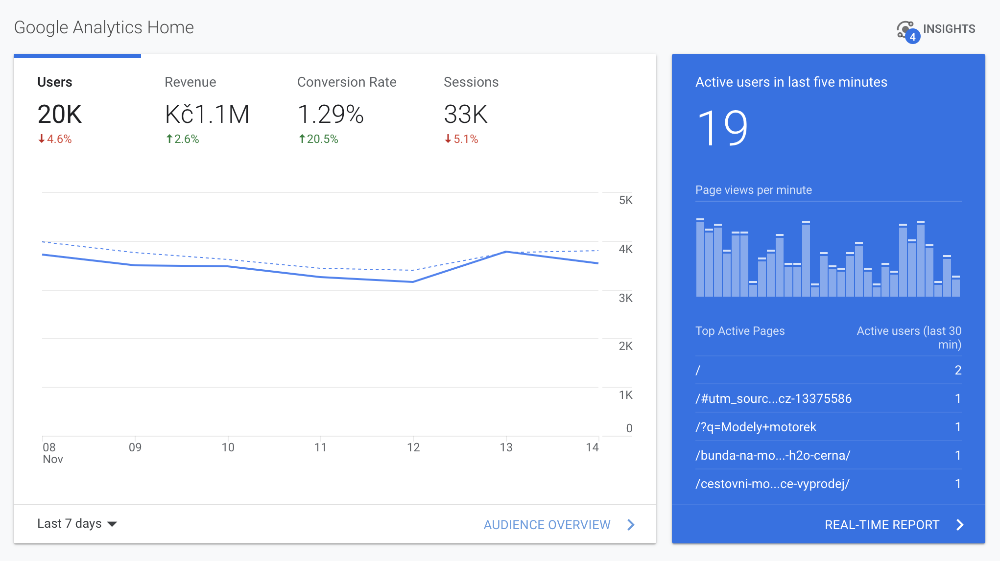 Google Analytics Home
4 INSIGHTS
Users
20K
4.6%
Revenue
Kč1.1M
2.6%
Conversion Rate
1.29%
20.5%
Sessions
33K
5.1%
5K
4K
3K
2K
1K
0
08 09 10 11 12 13 14
Nov
Last 7 days
AUDIENCE OVERVIEW
Active users in last five minutes
19
Page views per minute
Top Active Pages Active users (last 30
min)
/ 2
/#utm_sourc...cz-13375586 1
/?q=Modely+motorek 1
/bunda-na-mo...-h2o-cerna/ 1
/cestovni-mo...ce-vyprodej/ 1
REAL-TIME REPORT